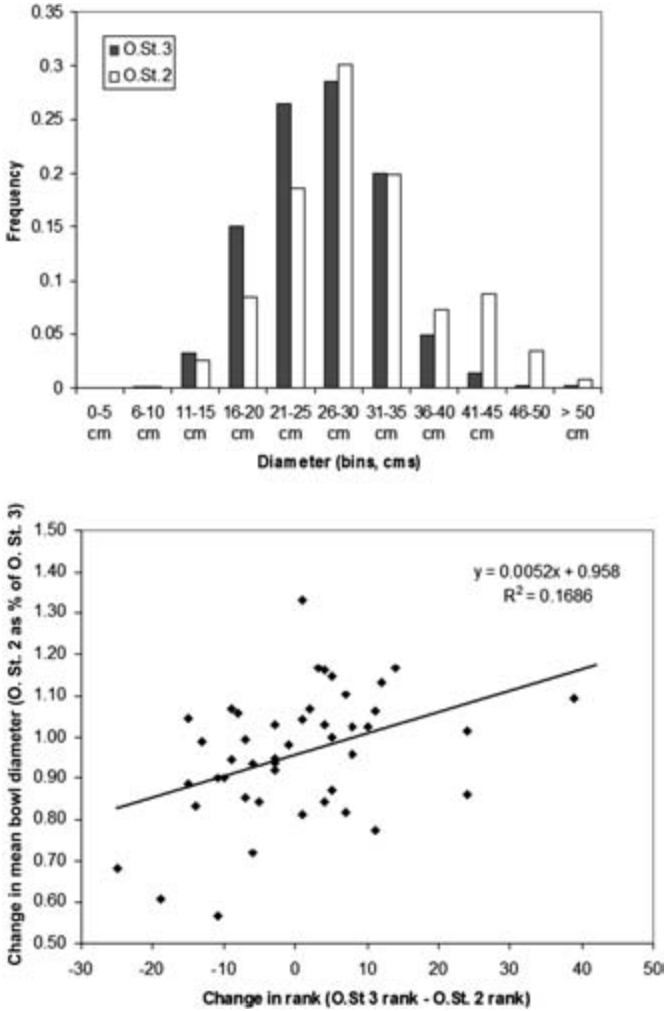 0.35
0.3
0.25
0.2
0.15
0.1
0.05
0
Frequency
O.St.3
O.St.2
0-5 6-10 11-15 16-20 21-25 26-30 31-35 36-40 41-45 46-50 > 50
cm cm cm cm cm cm cm cm cm cm
Diameter (bins, cms)
1.50
1.40
1.30
1.20
1.10
1.00
0.90
0.80
0.70
0.60
0.50
Change in mean bowl diameter (O. St. 2 as % of O. St. 3)
y = 0.0052x + 0.958
R² = 0.1686
-30 -20 -10 0 10 20 30 40 50
Change in rank (O.St 3 rank - O.St. 2 rank)